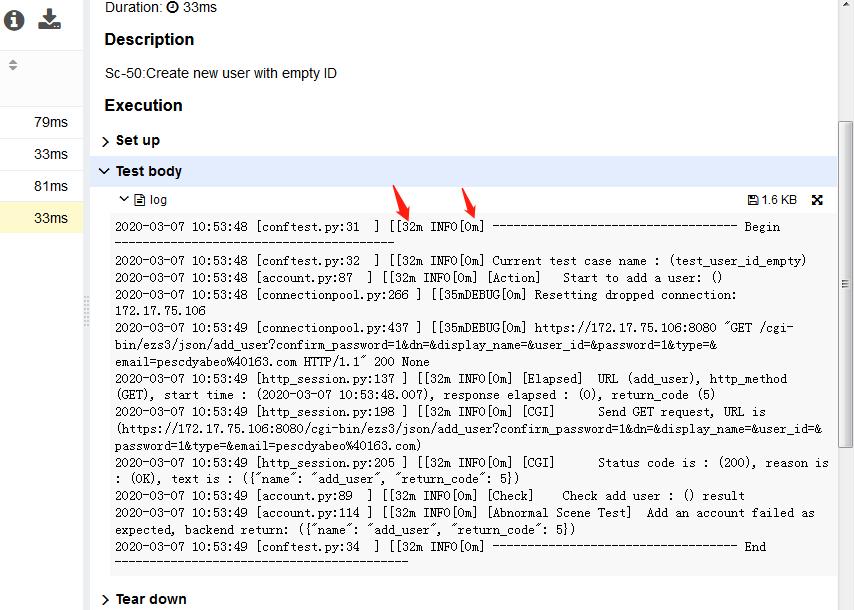 Duration: 33ms
Description
Sc-50:Create new user with empty ID
Execution
79ms
33ms
81ms
33ms
Set up
Test body
log
1.6 KB
2020-03-07 10:53:48 [conftest.py:31  ] [[32m INFO[0m] ----------------------------------- Begin
----------------------------------------
2020-03-07 10:53:48 [conftest.py:32  ] [[32m INFO[0m] Current test case name : (test_user_id_empty)
2020-03-07 10:53:48 [account.py:87  ] [[32m INFO[0m] [Action]   Start to add a user: ()
2020-03-07 10:53:48 [connectionpool.py:266 ] [[35mDEBUG[0m] Resetting dropped connection:
172.17.75.106
2020-03-07 10:53:49 [connectionpool.py:437 ] [[35mDEBUG[0m] https://172.17.75.106:8080 "GET /cgi-
bin/ezs3/json/add_user?confirm_password=1&dn=&display_name=&user_id=&password=1&type=&
email=pescdyabeo%40163.com HTTP/1.1" 200 None
2020-03-07 10:53:49 [http_session.py:137 ] [[32m INFO[0m] [Elapsed]  URL (add_user), http_method
(GET), start time : (2020-03-07 10:53:48.007), response elapsed : (0), return_code (5)
2020-03-07 10:53:49 [http_session.py:198 ] [[32m INFO[0m] [CGI]      Send GET request, URL is
(https://172.17.75.106:8080/cgi-bin/ezs3/json/add_user?confirm_password=1&dn=&display_name=&user_id=&
password=1&type=&email=pescdyabeo%40163.com)
2020-03-07 10:53:49 [http_session.py:205 ] [[32m INFO[0m] [CGI]      Status code is : (200), reason is
: (OK), text is : ({"name": "add_user", "return_code": 5})
2020-03-07 10:53:49 [account.py:89  ] [[32m INFO[0m] [Check]    Check add user : () result
2020-03-07 10:53:49 [account.py:114 ] [[32m INFO[0m] [Abnormal Scene Test]  Add an account failed as
expected, backend return: ({"name": "add_user", "return_code": 5})
2020-03-07 10:53:49 [conftest.py:34  ] [[32m INFO[0m] ----------------------------------- End
------------------------------------------
Tear down